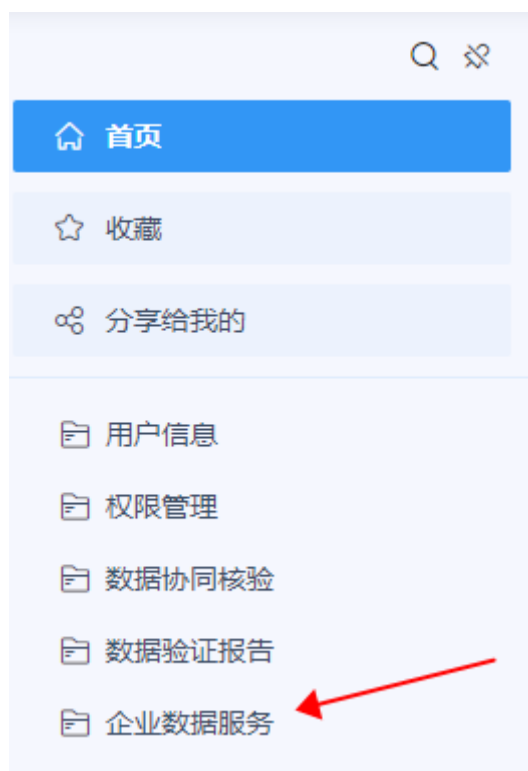 首页
收藏
分享给我的
用户信息
权限管理
数据协同核验
数据验证报告
企业数据服务